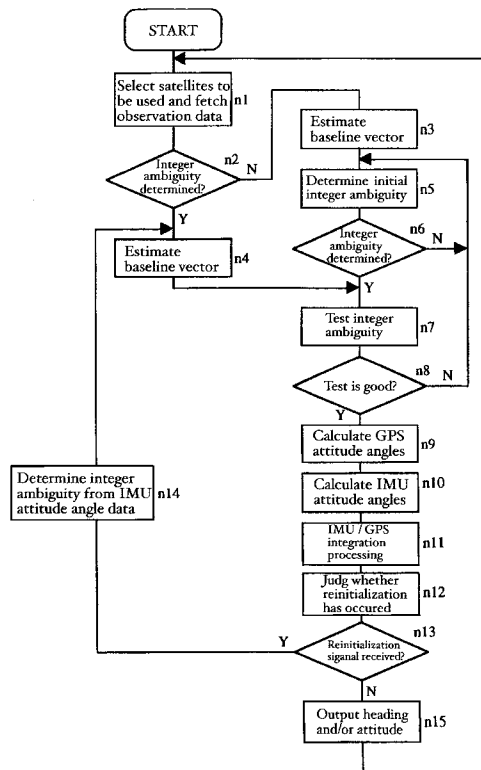 START
Select satellites to
be used and fetch
observation data
n1
Integer
ambiguity
determined?
n2
N
Y
Estimate
baseline vector
n3
Determine initial
integer ambiguity
n5
Integer
ambiguity
determined?
n6
N
Y
Estimate
baseline vector
n4
Test integer
ambiguity
n7
Test is good?
n8
N
Y
Calculate GPS
attitude angles
n9
Calculate IMU
attitude angles
n10
IMU / GPS
integration
processing
n11
Judg whether
reinitialization
has occured
n12
Reinitialization
siganal received?
n13
Y
N
Determine integer
ambiguity from IMU
attitude angle data
n14
Output heading
and/or attitude
n15